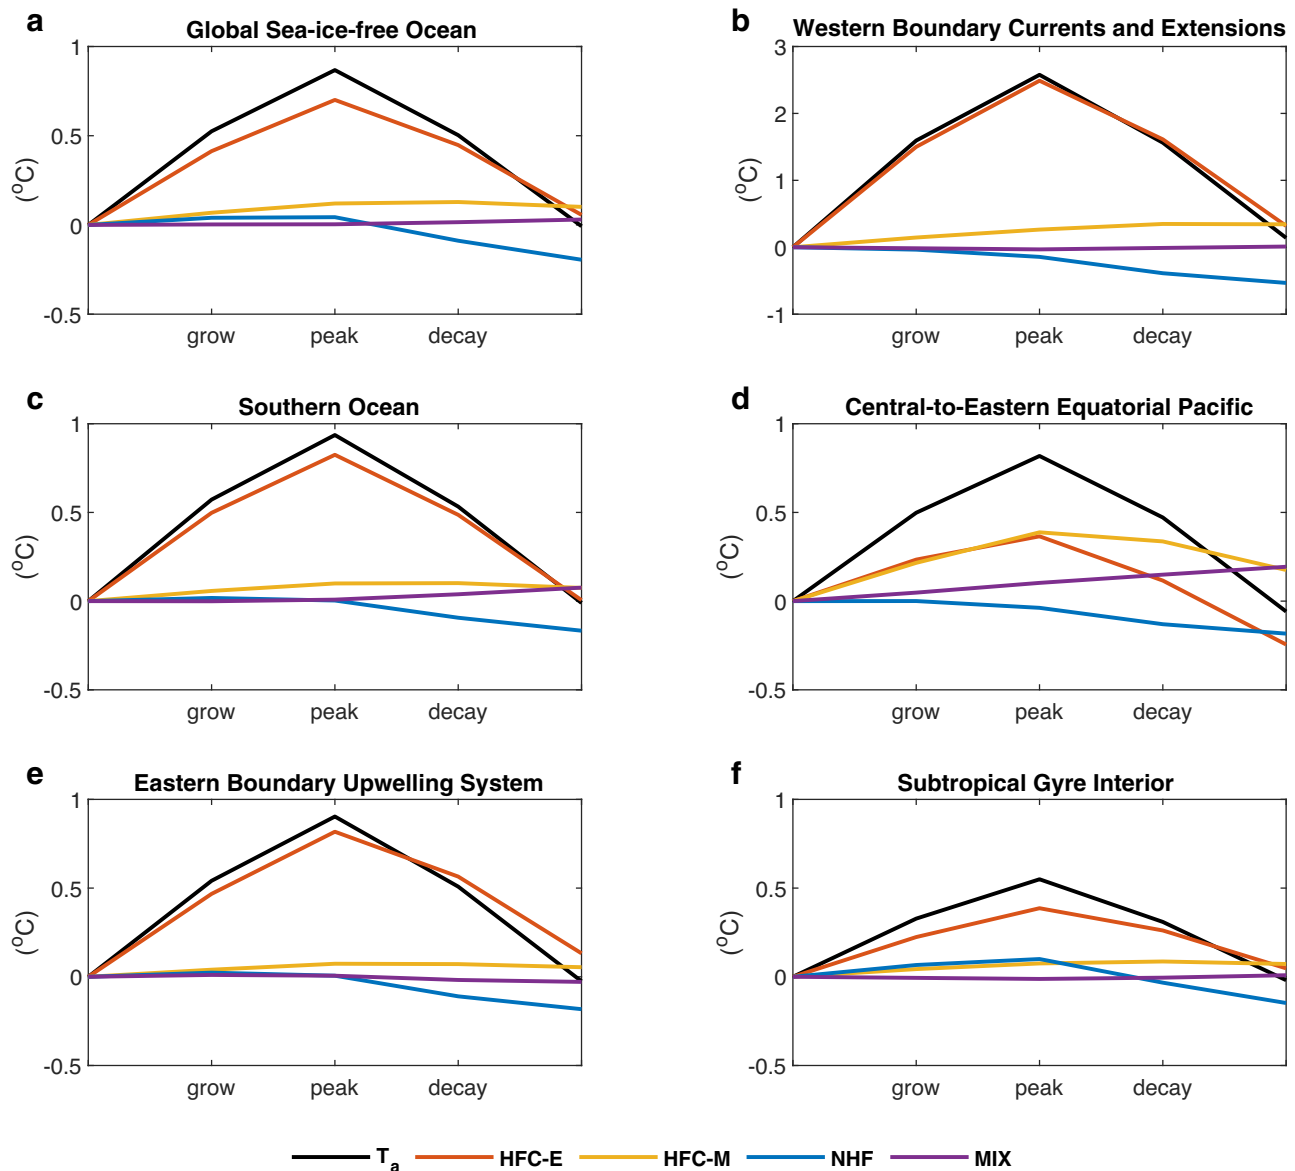 a Global Sea-ice-free Ocean
1
0.5
0
-0.5
(°C)
grow peak decay
b Western Boundary Currents and Extensions
3
2
1
0
-1
(°C)
grow peak decay
c Southern Ocean
1
0.5
0
-0.5
(°C)
grow peak decay
d Central-to-Eastern Equatorial Pacific
1
0.5
0
-0.5
(°C)
grow peak decay
e Eastern Boundary Upwelling System
1
0.5
0
-0.5
(°C)
grow peak decay
f Subtropical Gyre Interior
1
0.5
0
-0.5
(°C)
grow peak decay
Ta HFC-E HFC-M NHF MIX